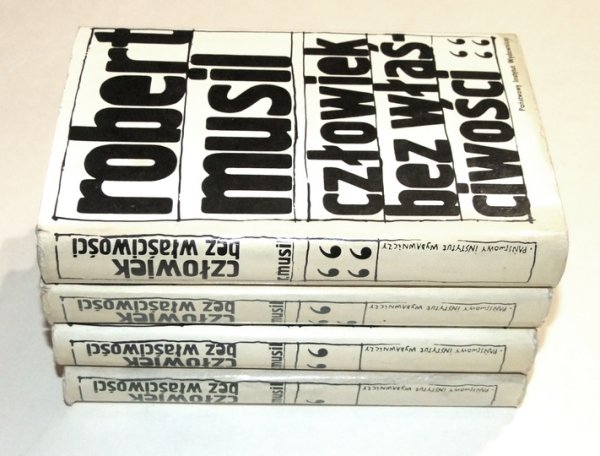 robert
musil
człowiek
bez włas-
ciwości ,, ,,
Państwowy Instytut Wydawniczy
człowiek
bez właściwości
r.musil
,, ,,
·PAŃSTWOWY INSTYTUT WYDAWNICZY
człowiek
bez właściwości
musil
,, ,
·PAŃSTWOWY INSTYTUT WYDAWNICZY
człowiek
bez właściwości
musil
,,
·PAŃSTWOWY INSTYTUT WYDAWNICZY
człowiek
bez właściwości
musil
,
·PAŃSTWOWY INSTYTUT WYDAWNICZY